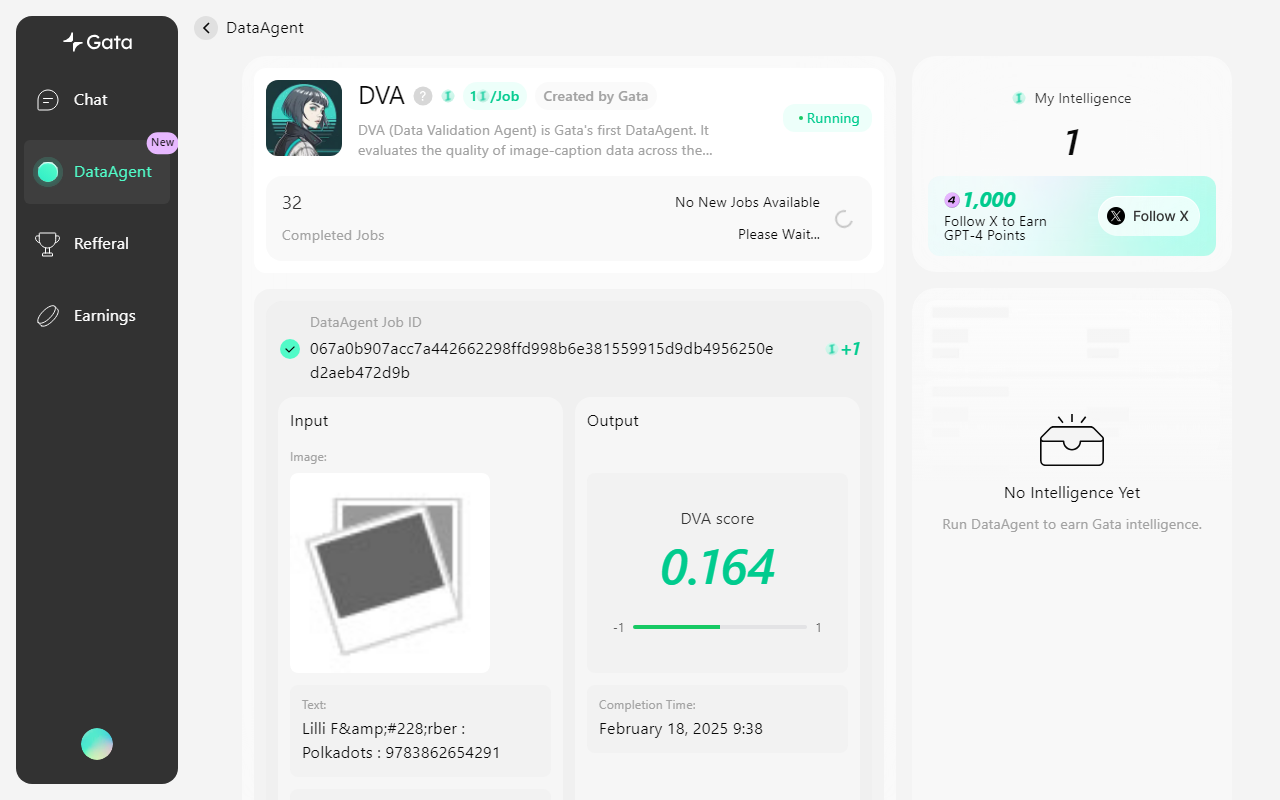 Gata
Chat
New
DataAgent
Refferal
Earnings
DataAgent
DVA
?
1 /Job
Created by Gata
DVA (Data Validation Agent) is Gata's first DataAgent. It
evaluates the quality of image-caption data across the...
• Running
32
Completed Jobs
No New Jobs Available
Please Wait...
DataAgent Job ID
067a0b907acc7a442662298ffd998b6e381559915d9db4956250e
d2aeb472d9b
+1
Input
Image:
Text:
Lilli F&amp;#228;rber :
Polkadots : 9783862654291
Output
DVA score
0.164
-1
1
Completion Time:
February 18, 2025 9:38
My Intelligence
1
4 1,000
Follow X to Earn
GPT-4 Points
X Follow X
No Intelligence Yet
Run DataAgent to earn Gata intelligence.